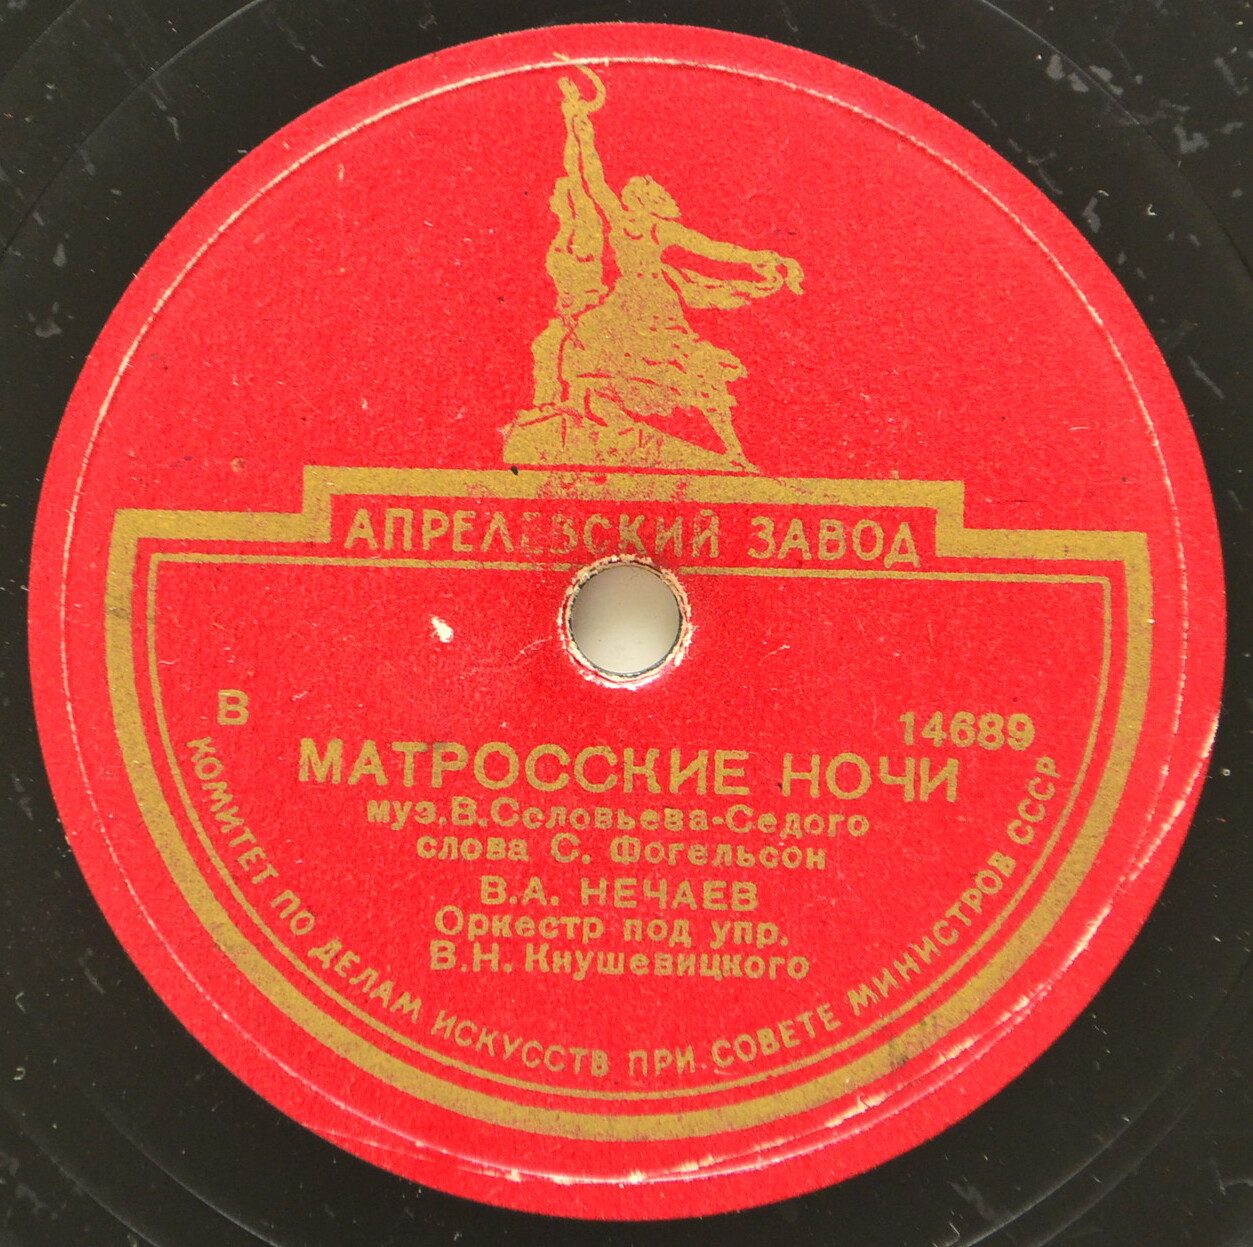 АПРЕЛЕВСКИЙ ЗАВОД
В
14689
МАТРОССКИЕ НОЧИ
муз. В. Соловьева-Седого
слова С. Фогельсон
В.А. НЕЧАЕВ
Оркестр под упр.
В.Н. Кнушевицкого
КОМИТЕТ ПО ДЕЛАМ ИСКУССТВ ПРИ СОВЕТЕ МИНИСТРОВ СССР